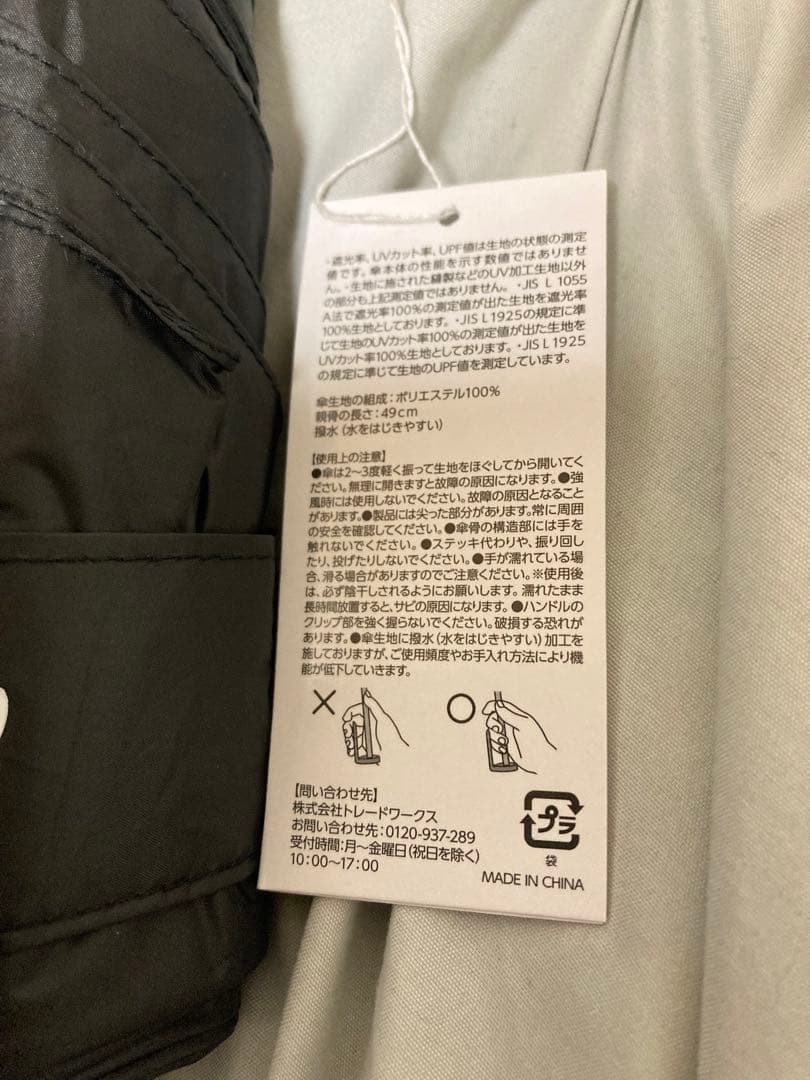 ・遮光率、UVカット率、UPF値は生地の状態の測定
値です。傘本体の性能を示す数値ではありませ
ん。・生地に施された縫製などのUV加工生地以外
の部分も上記測定値ではありません。・JIS L 1055
A法で遮光率100%の測定値が出た生地を遮光率
100%生地としております。・JIS L1925の規定に準
じて生地のUVカット率100%の測定値が出た生地を
UVカット率100%生地としております。・JIS L1925
の規定に準じて生地のUPF値を測定しています。
傘生地の組成：ポリエステル100%
親骨の長さ：49cm
撥水（水をはじきやすい）
【使用上の注意】
●傘は2〜3度軽く振って生地をほぐしてから開いてく
ださい。無理に開きますと故障の原因になります。●強
風時には使用しないでください。故障の原因となること
があります。●製品には尖った部分があります。常に周囲
の安全を確認してください。●傘骨の構造部には手を
触れないでください。●ステッキ代わりや、振り回し
たり、投げたりしないでください。●手が濡れている場
合、滑る場合がありますのでご注意ください。※使用後
は、必ず陰干しされるようにお願いします。濡れたまま
長時間放置すると、サビの原因になります。●ハンドルの
クリップ部を強く握らないでください。破損する恐れが
あります。●傘生地に撥水（水をはじきやすい）加工を
施しておりますが、ご使用頻度やお手入れ方法により機
能が低下していきます。
【問い合わせ先】
株式会社トレードワークス
お問い合わせ先：0120-937-289
受付時間：月〜金曜日（祝日を除く）
10:00〜17:00
プラ
袋
MADE IN CHINA